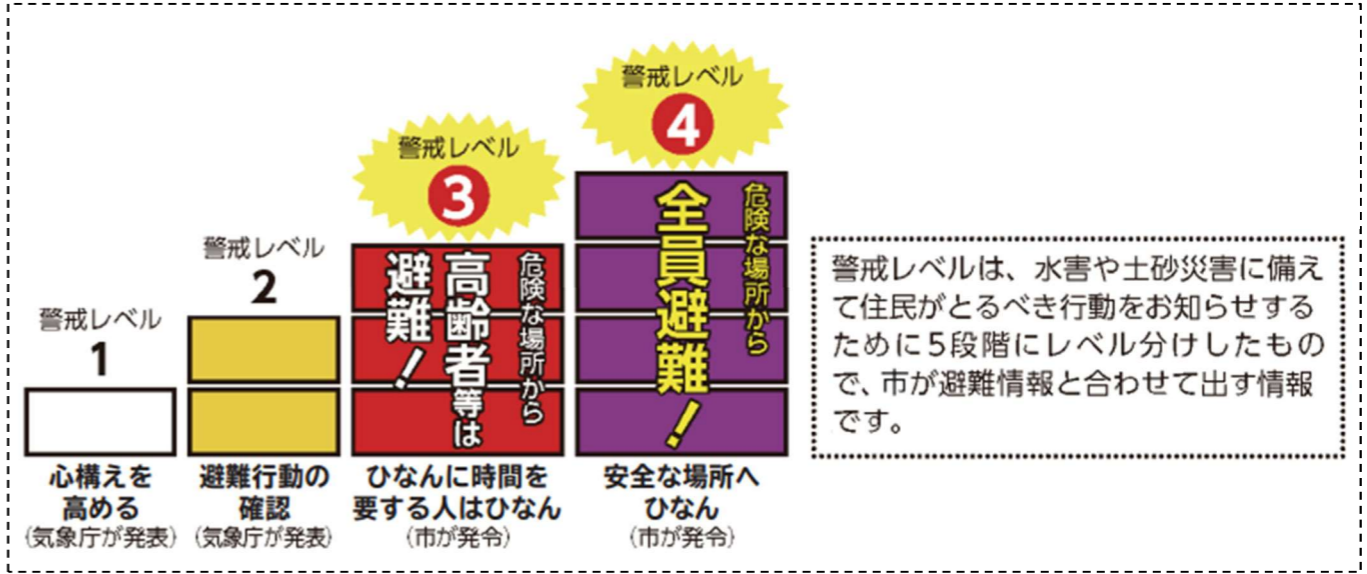 警戒レベル
1
心構えを
高める
(気象庁が発表)
警戒レベル
2
避難行動の
確認
(気象庁が発表)
警戒レベル
3
危険な場所から
高齢者等は
避難!
ひなんに時間を
要する人はひなん
(市が発令)
警戒レベル
4
危険な場所から
全員避難!
安全な場所へ
ひなん
(市が発令)
警戒レベルは、水害や土砂災害に備え
て住民がとるべき行動をお知らせする
ために5段階にレベル分けしたもの
で、市が避難情報と合わせて出す情報
です。